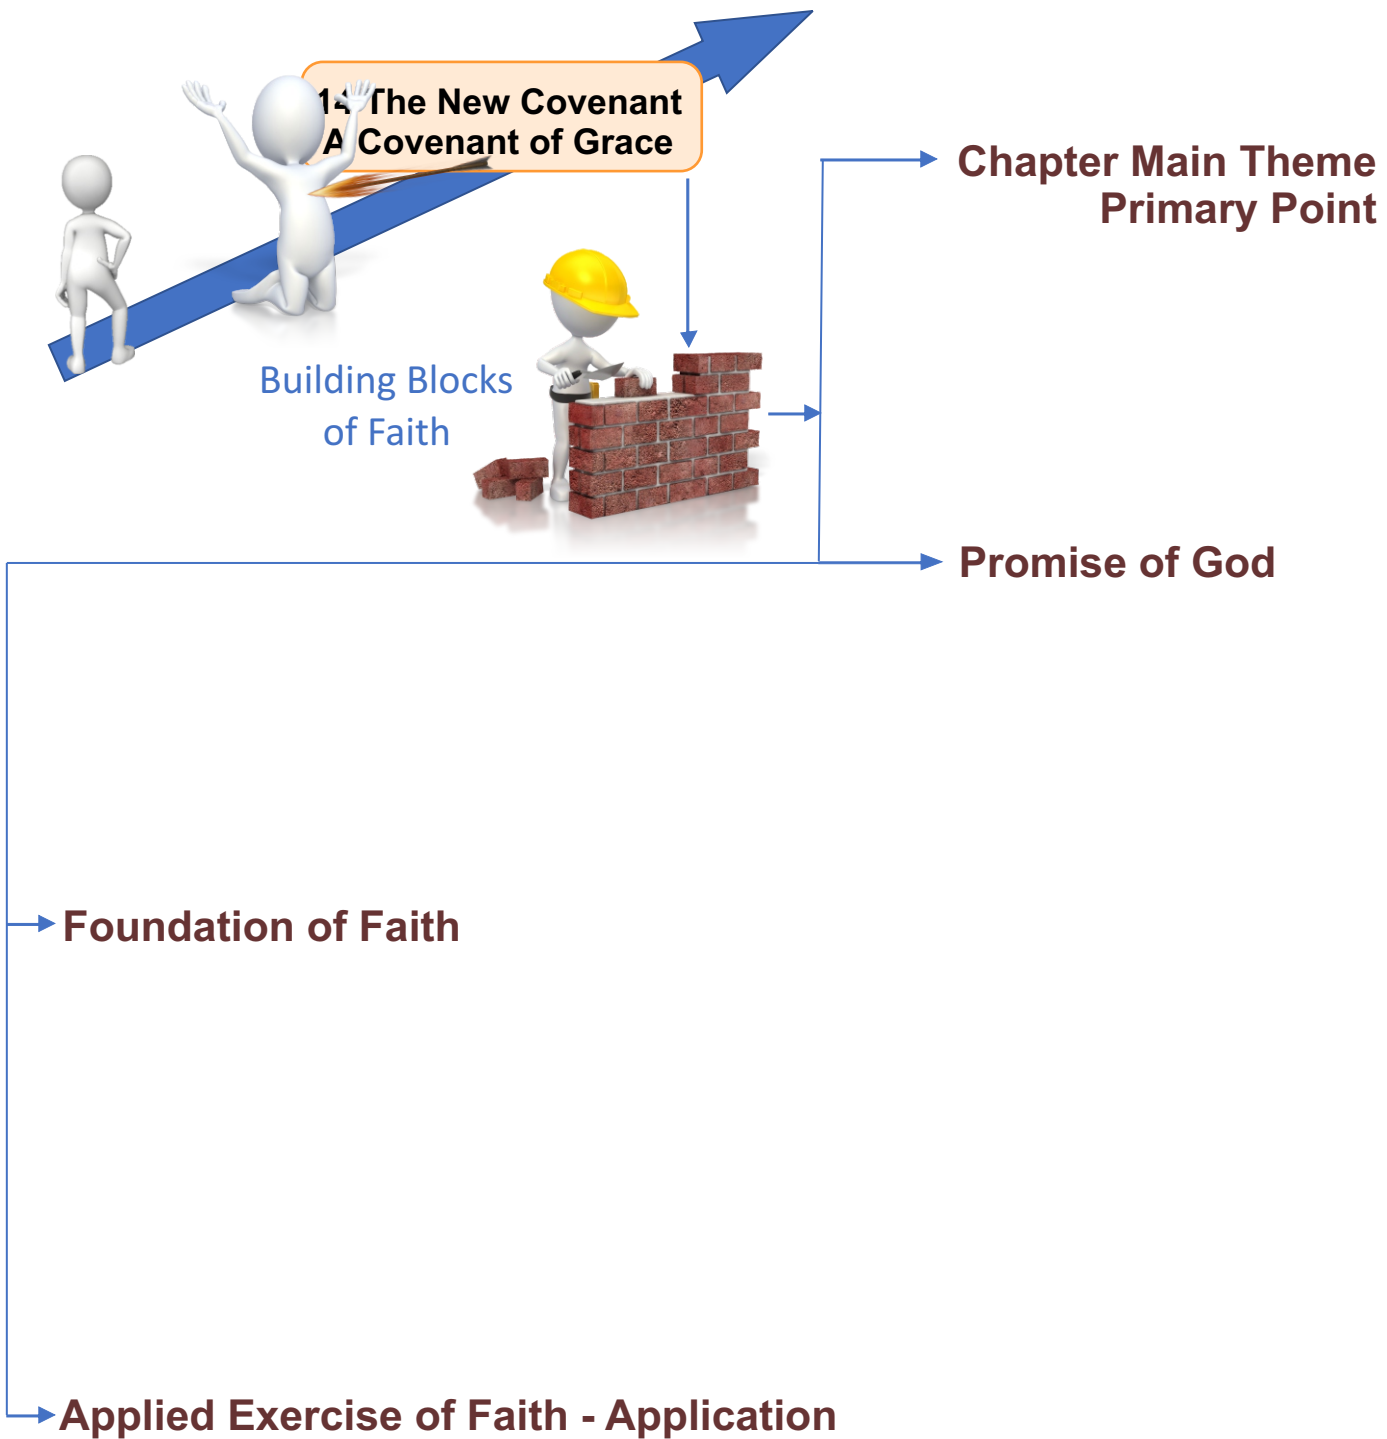 14 The New Covenant
A Covenant of Grace
Chapter Main Theme
Primary Point
Building Blocks
of Faith
Promise of God
Foundation of Faith
Applied Exercise of Faith - Application